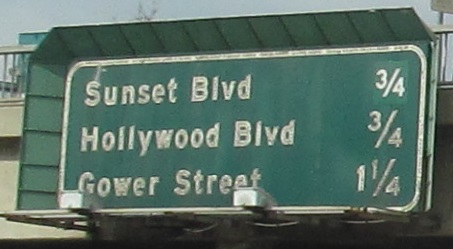 Sunset Blvd 3/4
Hollywood Blvd 3/4
Gower Street 1 1/4